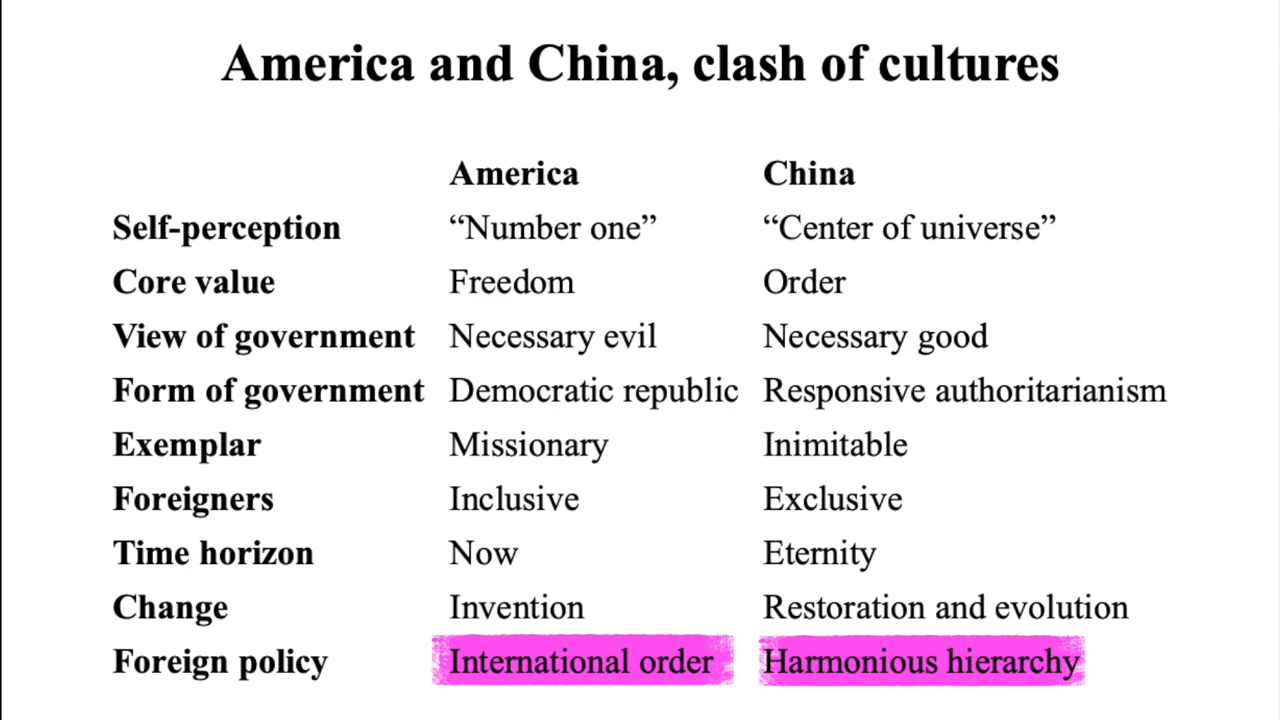 America and China, clash of cultures
America China
Self-perception “Number one” “Center of universe”
Core value Freedom Order
View of government Necessary evil Necessary good
Form of government Democratic republic Responsive authoritarianism
Exemplar Missionary Inimitable
Foreigners Inclusive Exclusive
Time horizon Now Eternity
Change Invention Restoration and evolution
Foreign policy International order Harmonious hierarchy